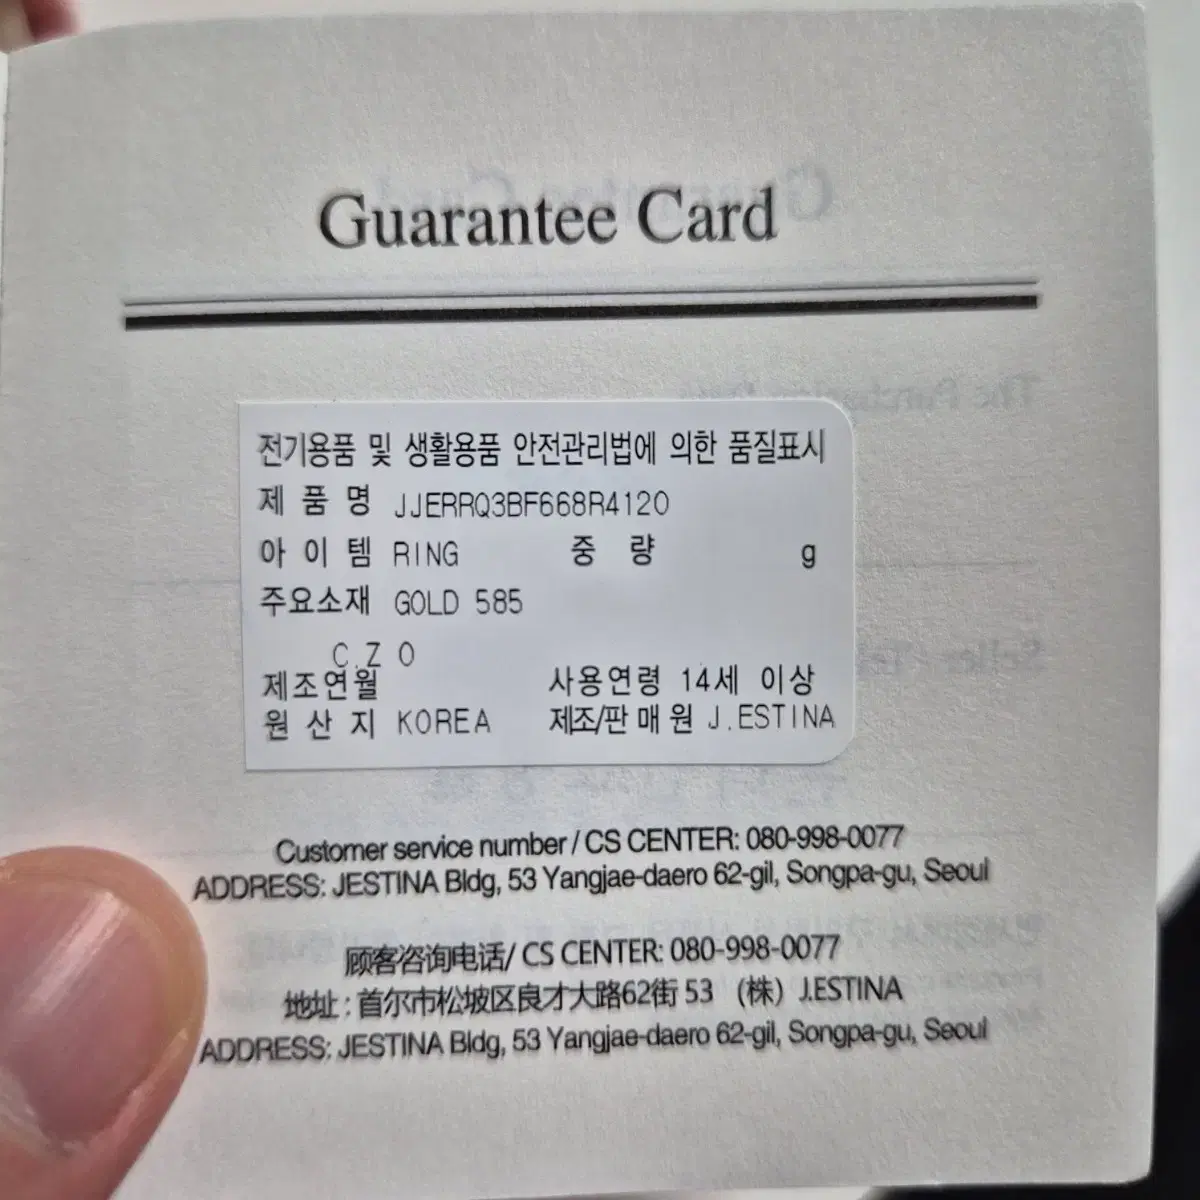 Guarantee Card
전기용품 및 생활용품 안전관리법에 의한 품질표시
제 품 명 JJERRQ3BF668R4120
아 이 템 RING 중 량 g
주요소재 GOLD 585
C.Z O
제조연월 사용연령 14세 이상
원 산 지 KOREA 제조/판 매 원 J.ESTINA
Customer service number / CS CENTER: 080-998-0077
ADDRESS: JESTINA Bldg, 53 Yangjae-daero 62-gil, Songpa-gu, Seoul
顾客咨询电话/ CS CENTER: 080-998-0077
地址 : 首尔市松坡区良才大路62街 53 （株）J.ESTINA
ADDRESS: JESTINA Bldg, 53 Yangjae-daero 62-gil, Songpa-gu, Seoul